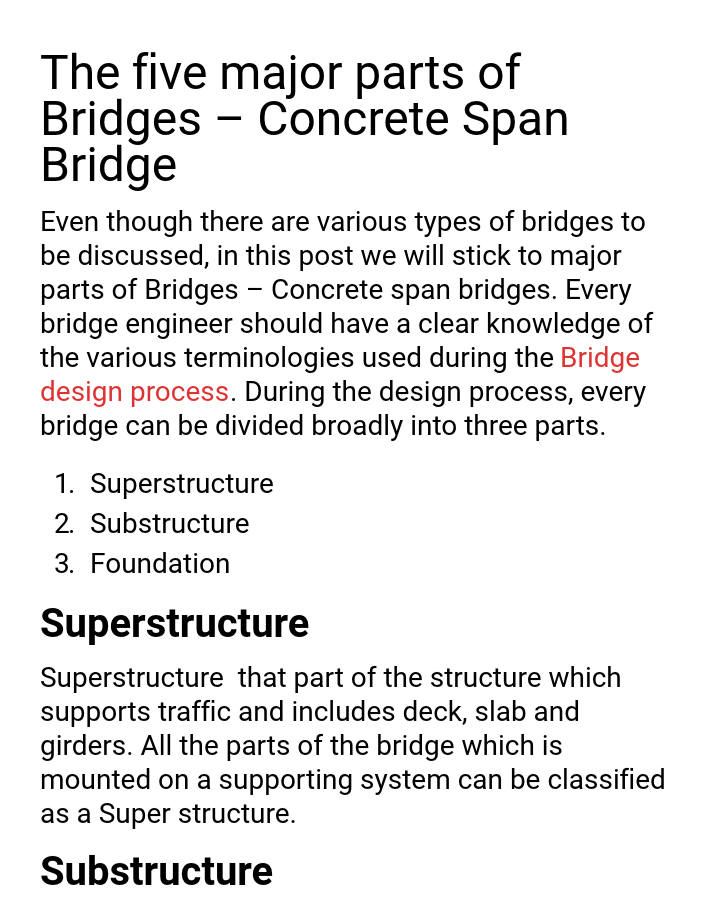 The five major parts of
Bridges – Concrete Span
Bridge
Even though there are various types of bridges to
be discussed, in this post we will stick to major
parts of Bridges – Concrete span bridges. Every
bridge engineer should have a clear knowledge of
the various terminologies used during the Bridge
design process. During the design process, every
bridge can be divided broadly into three parts.
1. Superstructure
2. Substructure
3. Foundation
Superstructure
Superstructure  that part of the structure which
supports traffic and includes deck, slab and
girders. All the parts of the bridge which is
mounted on a supporting system can be classified
as a Super structure.
Substructure